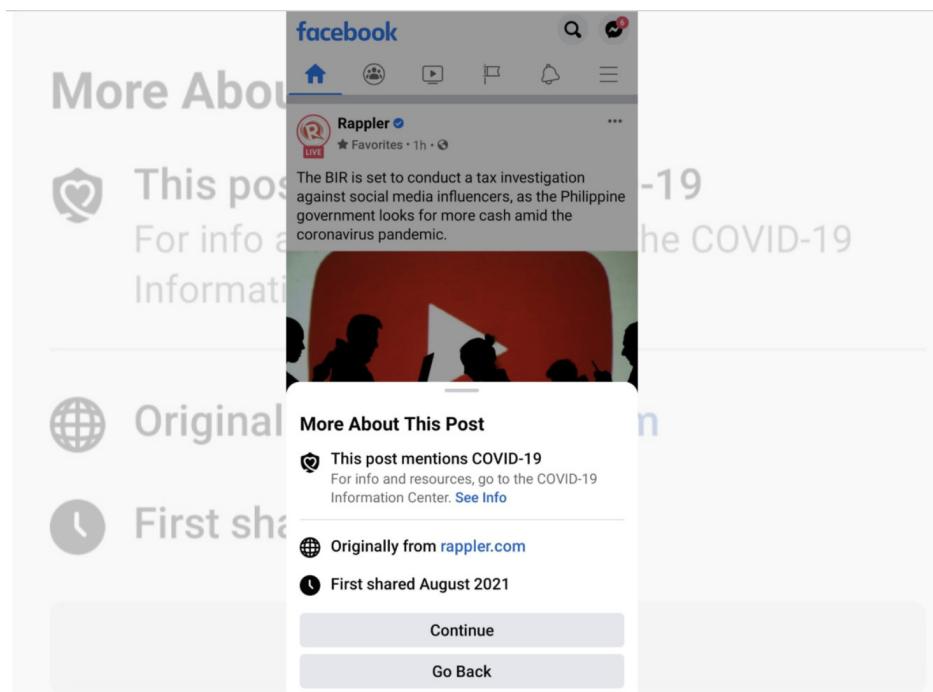 facebook
6
Rappler
LIVE
Favorites • 1h •
The BIR is set to conduct a tax investigation
against social media influencers, as the Philippine
government looks for more cash amid the
coronavirus pandemic.
More About This Post
This post mentions COVID-19
For info and resources, go to the COVID-19
Information Center. See Info
Originally from rappler.com
First shared August 2021
Continue
Go Back
More Abou
This pos
-19
For info a
he COVID-19
Informati
Original
m
First sha